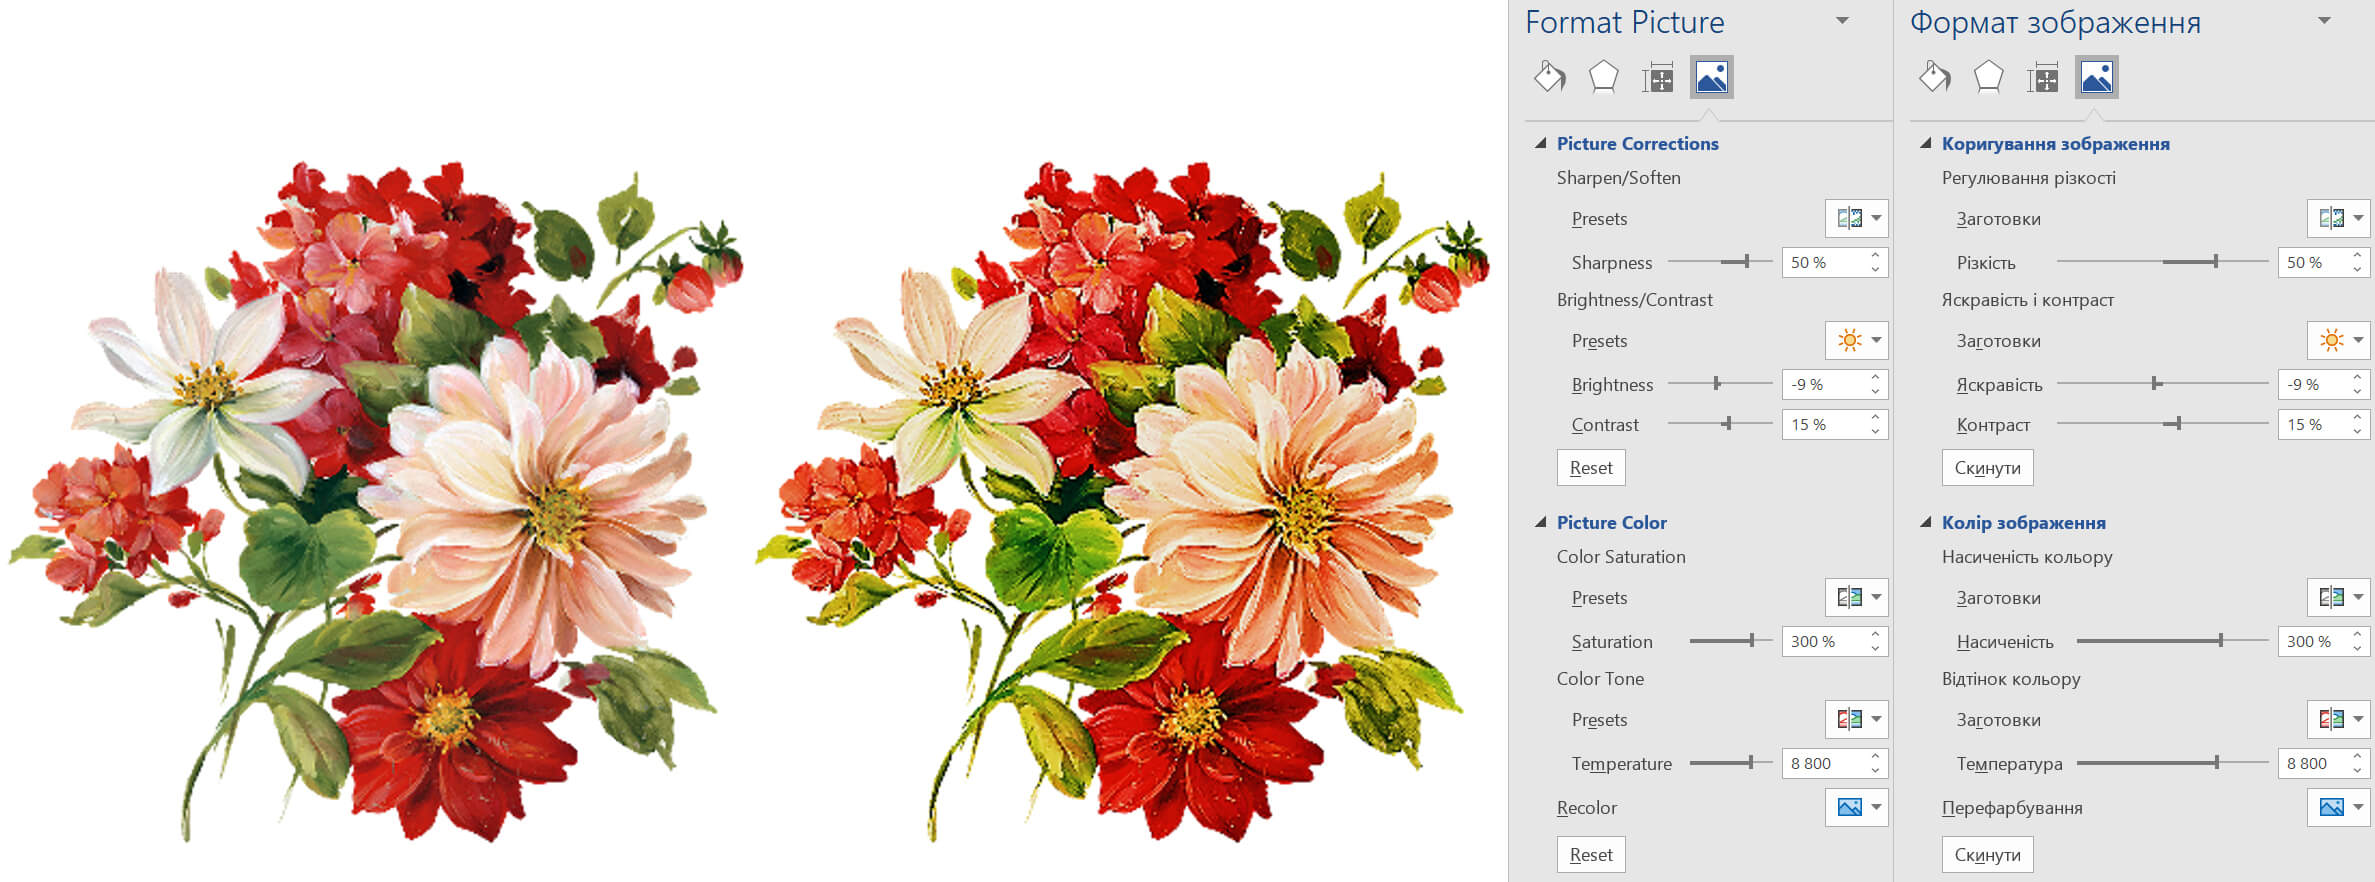 Format Picture
Picture Corrections
Sharpen/Soften
Presets
Sharpness 50 %
Brightness/Contrast
Presets
Brightness -9 %
Contrast 15 %
Reset
Picture Color
Color Saturation
Presets
Saturation 300 %
Color Tone
Presets
Temperature 8 800
Recolor
Reset
Формат зображення
Коригування зображення
Регулювання різкості
Заготовки
Різкість 50 %
Яскравість і контраст
Заготовки
Яскравість -9 %
Контраст 15 %
Скинути
Колір зображення
Насиченість кольору
Заготовки
Насиченість 300 %
Відтінок кольору
Заготовки
Температура 8 800
Перефарбування
Скинути